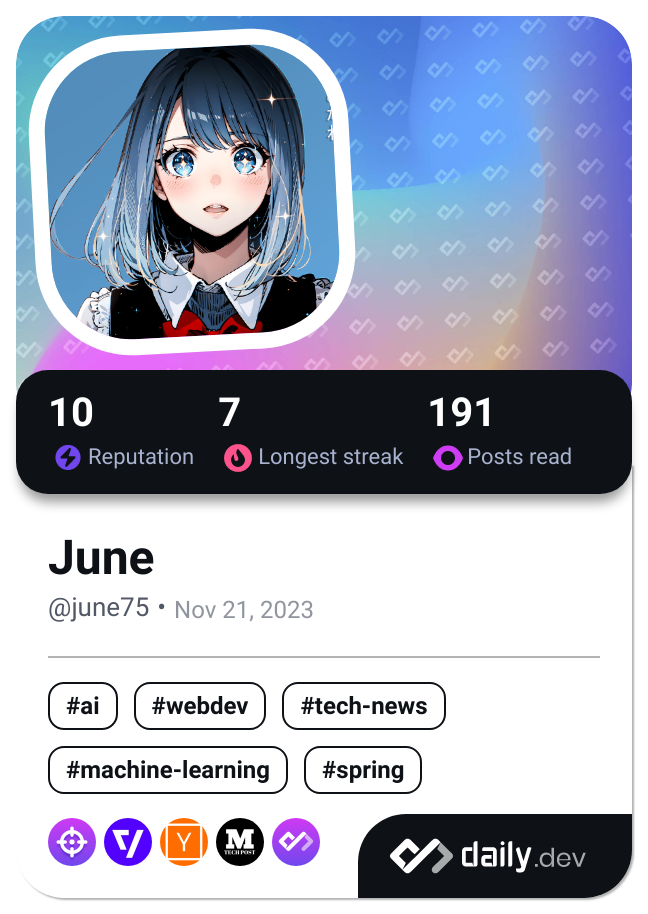 10 7 191
Reputation Longest streak Posts read
June
@june75 • Nov 21, 2023
#ai #webdev #tech-news
#machine-learning #spring
Y M
TECH POST
daily.dev